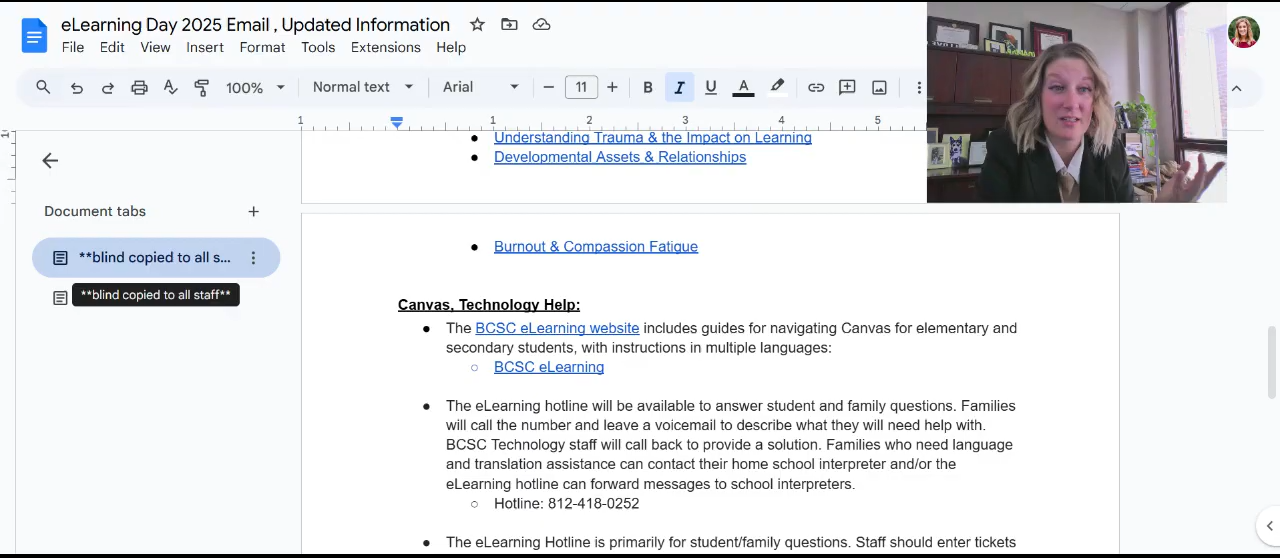 eLearning Day 2025 Email , Updated Information
File Edit View Insert Format Tools Extensions Help
100% Normal text Arial 11 B I U A
1 1 2 3 4 5
Understanding Trauma & the Impact on Learning
Developmental Assets & Relationships
Document tabs
**blind copied to all s...
**blind copied to all staff**
Burnout & Compassion Fatigue
Canvas, Technology Help:
The BCSC eLearning website includes guides for navigating Canvas for elementary and
secondary students, with instructions in multiple languages:
BCSC eLearning
The eLearning hotline will be available to answer student and family questions. Families
will call the number and leave a voicemail to describe what they will need help with.
BCSC Technology staff will call back to provide a solution. Families who need language
and translation assistance can contact their home school interpreter and/or the
eLearning hotline can forward messages to school interpreters.
Hotline: 812-418-0252
The eLearning Hotline is primarily for student/family questions. Staff should enter tickets